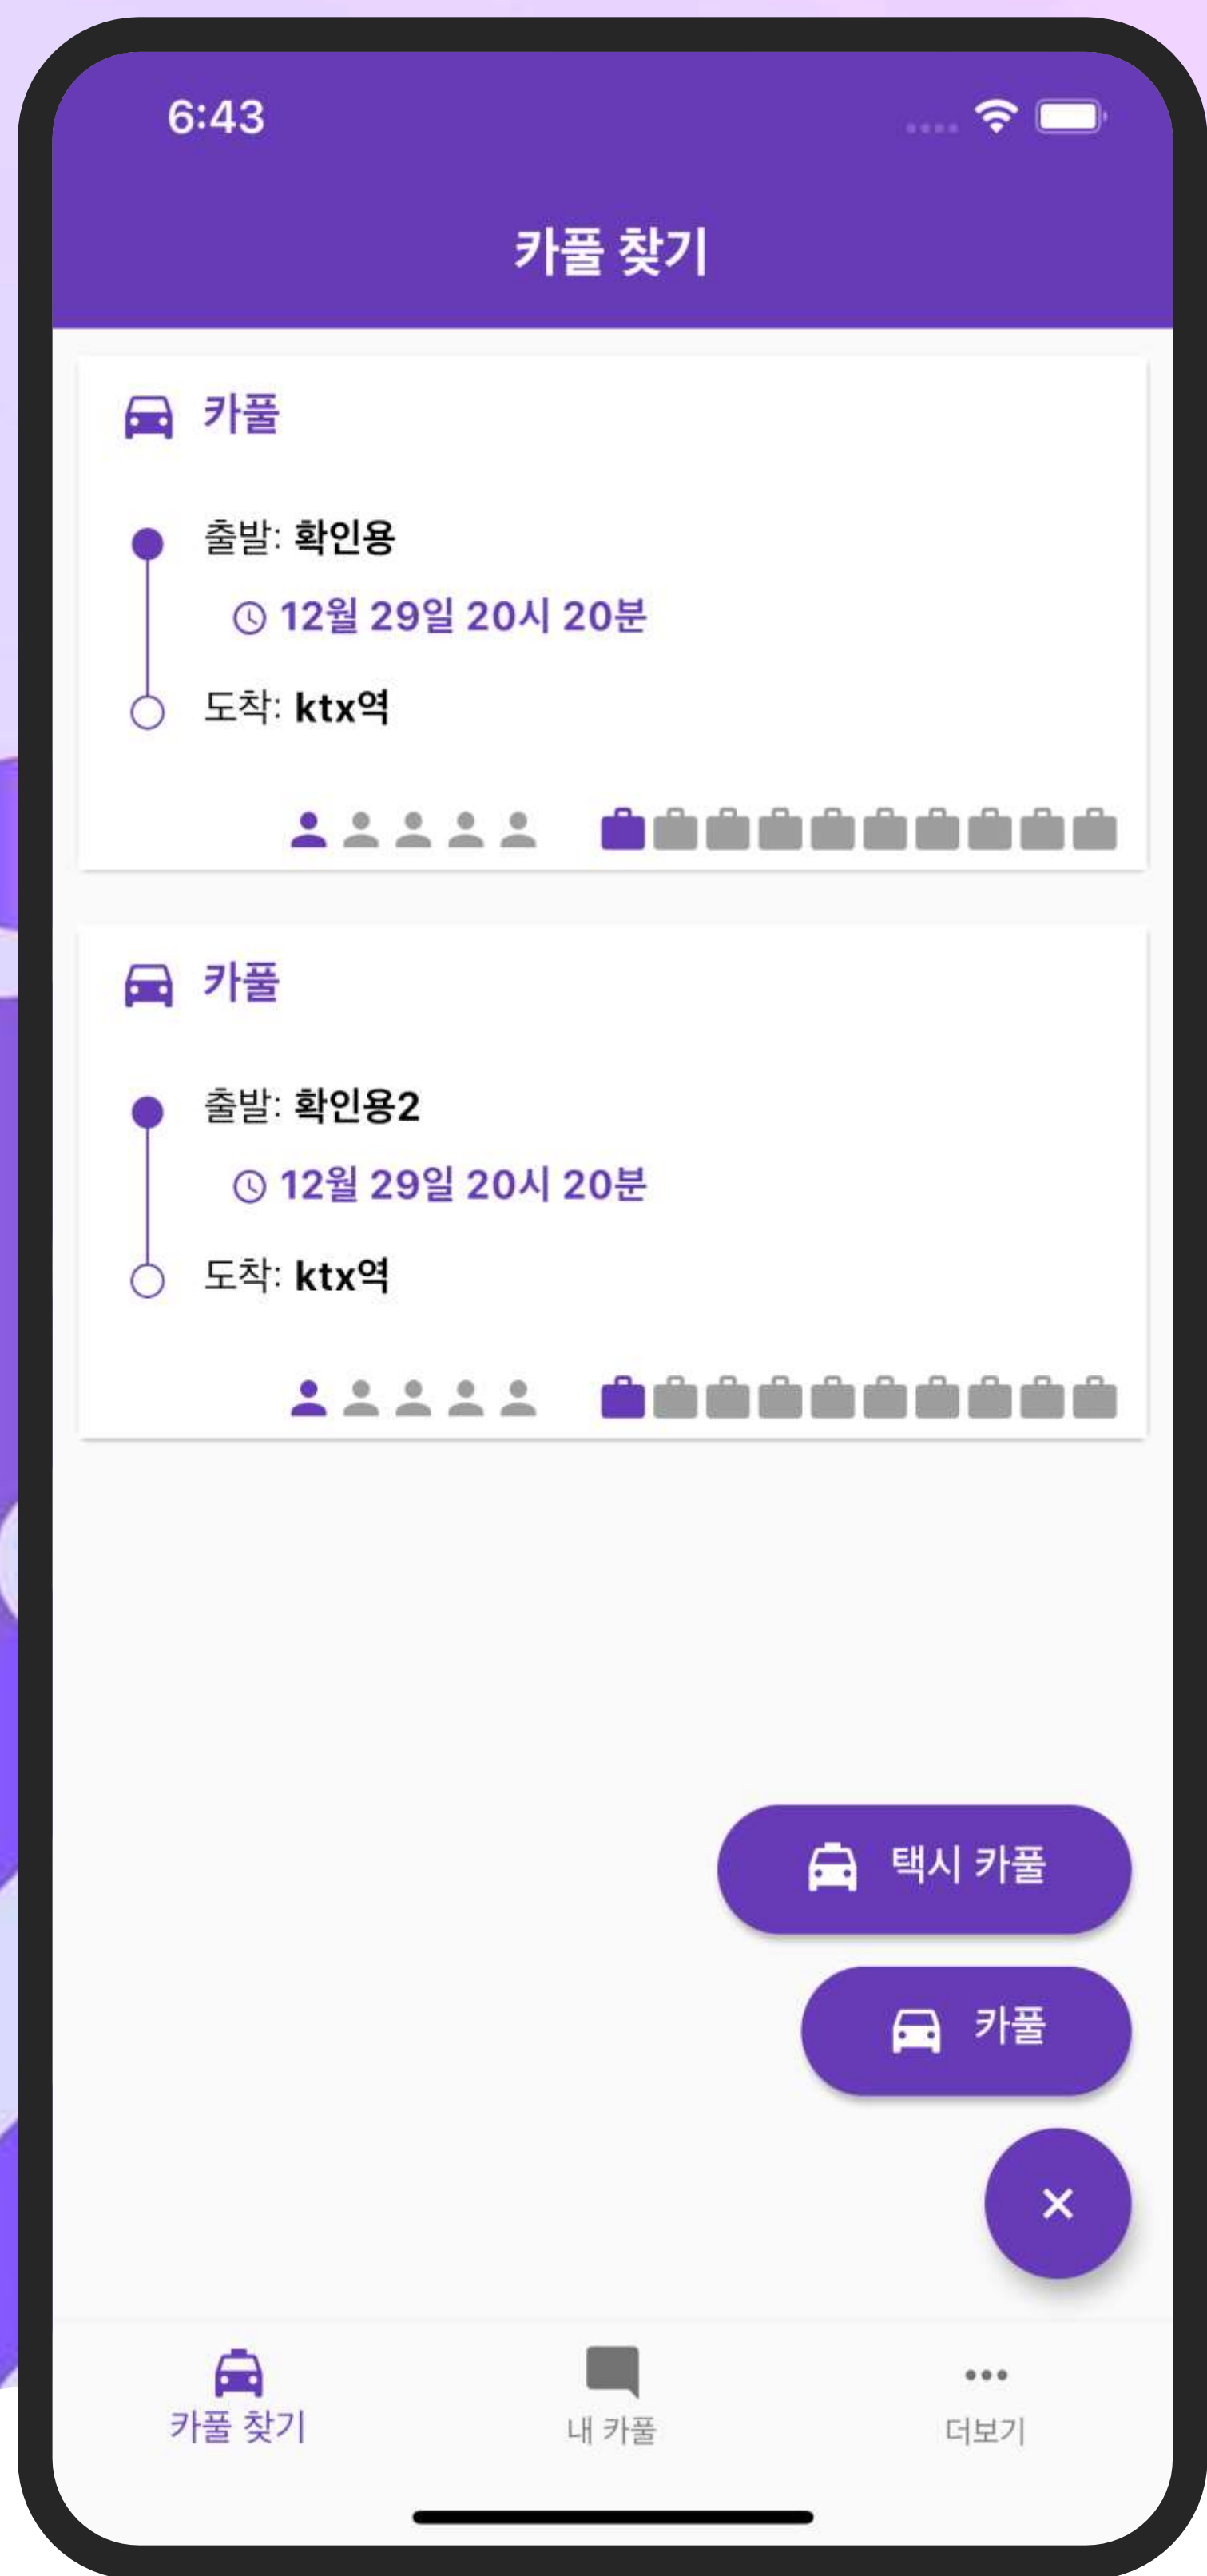 6:43
카풀 찾기
카풀
출발: 확인용
12월 29일 20시 20분
도착: ktx역
카풀
출발: 확인용2
12월 29일 20시 20분
도착: ktx역
택시 카풀
카풀
카풀 찾기
내 카풀
더보기